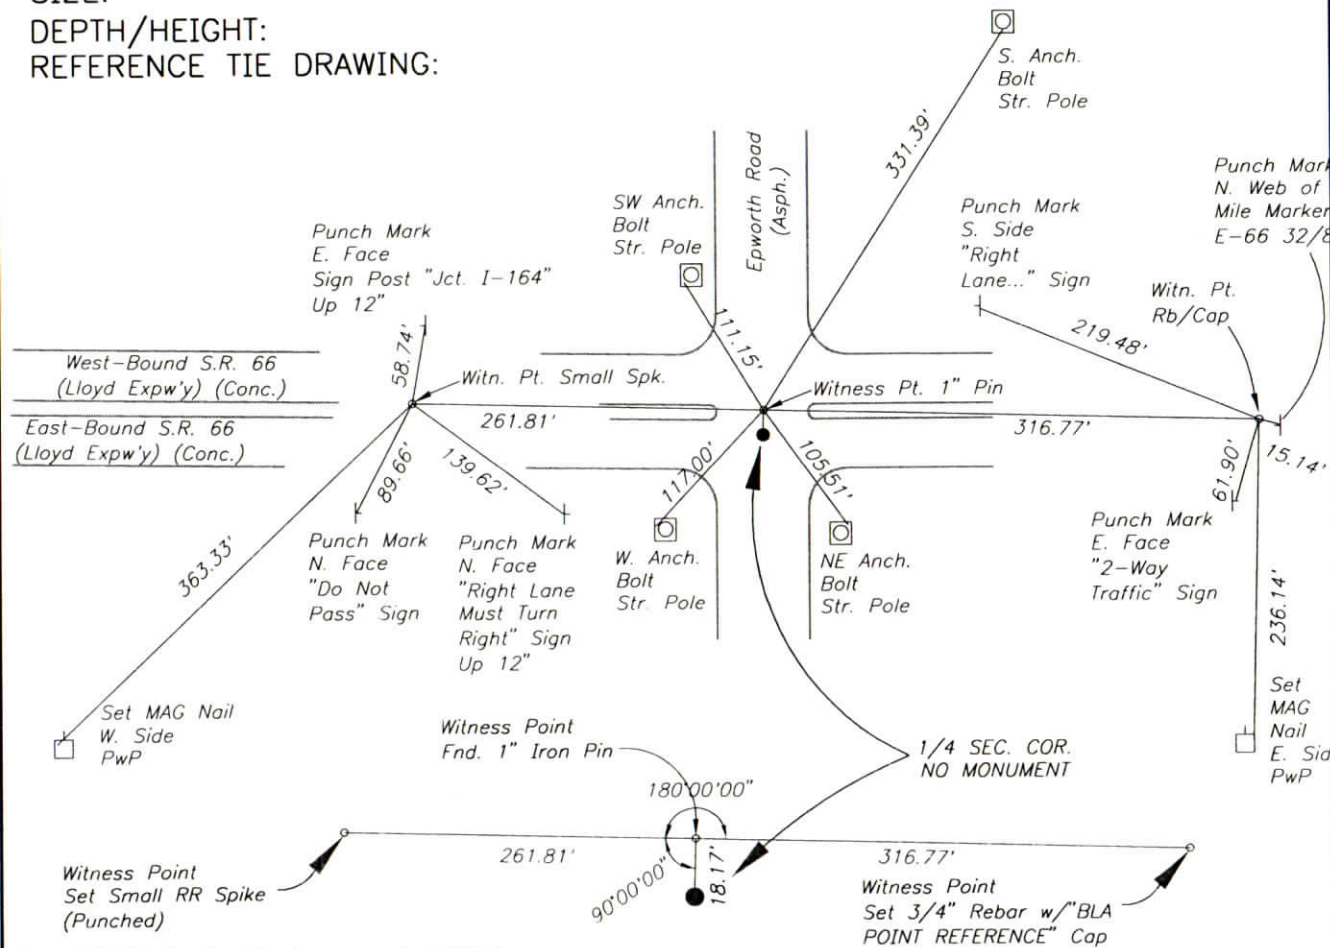 DEPTH/HEIGHT:
REFERENCE TIE DRAWING:
S. Anch.
Bolt
Str. Pole
331.39'
Epworth Road
(Asph.)
SW Anch.
Bolt
Str. Pole
111.15'
Punch Mark
E. Face
Sign Post "Jct. I-164"
Up 12"
58.74'
Punch Mark
S. Side
"Right
Lane..." Sign
219.48'
Punch Mark
N. Web of
Mile Marker
E-66 32/8
Witn. Pt.
Rb/Cap
West-Bound S.R. 66
(Lloyd Expw'y) (Conc.)
East-Bound S.R. 66
(Lloyd Expw'y) (Conc.)
Witn. Pt. Small Spk.
261.81'
Witness Pt. 1" Pin
316.77'
15.14'
61.90'
89.66'
139.62'
117.00'
105.51'
363.33'
236.14'
Punch Mark
N. Face
"Do Not
Pass" Sign
Punch Mark
N. Face
"Right Lane
Must Turn
Right" Sign
Up 12"
W. Anch.
Bolt
Str. Pole
NE Anch.
Bolt
Str. Pole
Punch Mark
E. Face
"2-Way
Traffic" Sign
Set MAG Nail
W. Side
PwP
Set
MAG
Nail
E. Sid
PwP
Witness Point
Fnd. 1" Iron Pin
1/4 SEC. COR.
NO MONUMENT
180°00'00"
261.81'
316.77'
90°00'00"
18.17'
Witness Point
Set Small RR Spike
(Punched)
Witness Point
Set 3/4" Rebar w/"BLA
POINT REFERENCE" Cap